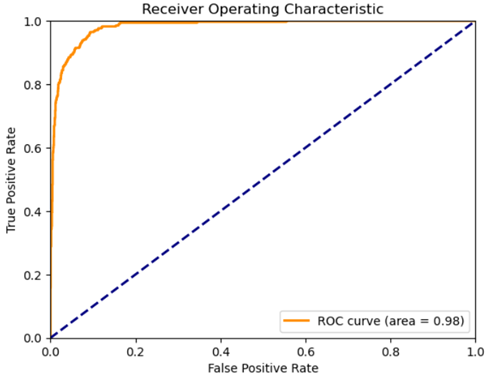 Receiver Operating Characteristic
True Positive Rate
1.0
0.8
0.6
0.4
0.2
0.0
ROC curve (area = 0.98)
0.0 0.2 0.4 0.6 0.8 1.0
False Positive Rate